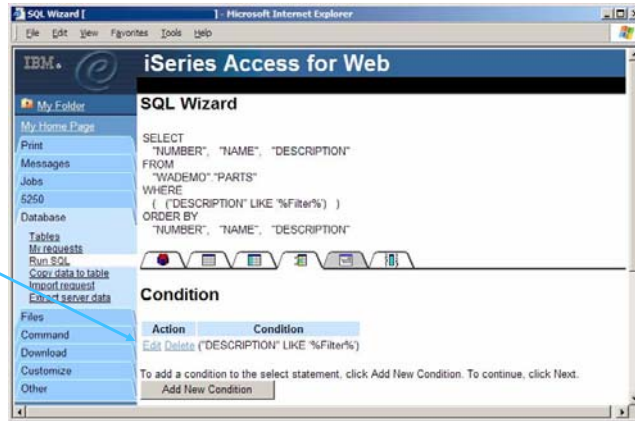 SQL Wizard [ ] - Microsoft Internet Explorer
File Edit View Favorites Tools Help
IBM.
iSeries Access for Web
My Folder
My Home Page
Print
Messages
Jobs
5250
Database
Tables
My requests
Run SQL
Copy data to table
Import request
Extract server data
Files
Command
Download
Customize
Other
SQL Wizard
SELECT
"NUMBER", "NAME", "DESCRIPTION"
FROM
"WADEMO"."PARTS"
WHERE
( ("DESCRIPTION" LIKE '%Filter%') )
ORDER BY
"NUMBER", "NAME", "DESCRIPTION"
Condition
Action Condition
Edit Delete ("DESCRIPTION" LIKE '%Filter%')
To add a condition to the select statement, click Add New Condition. To continue, click Next.
Add New Condition